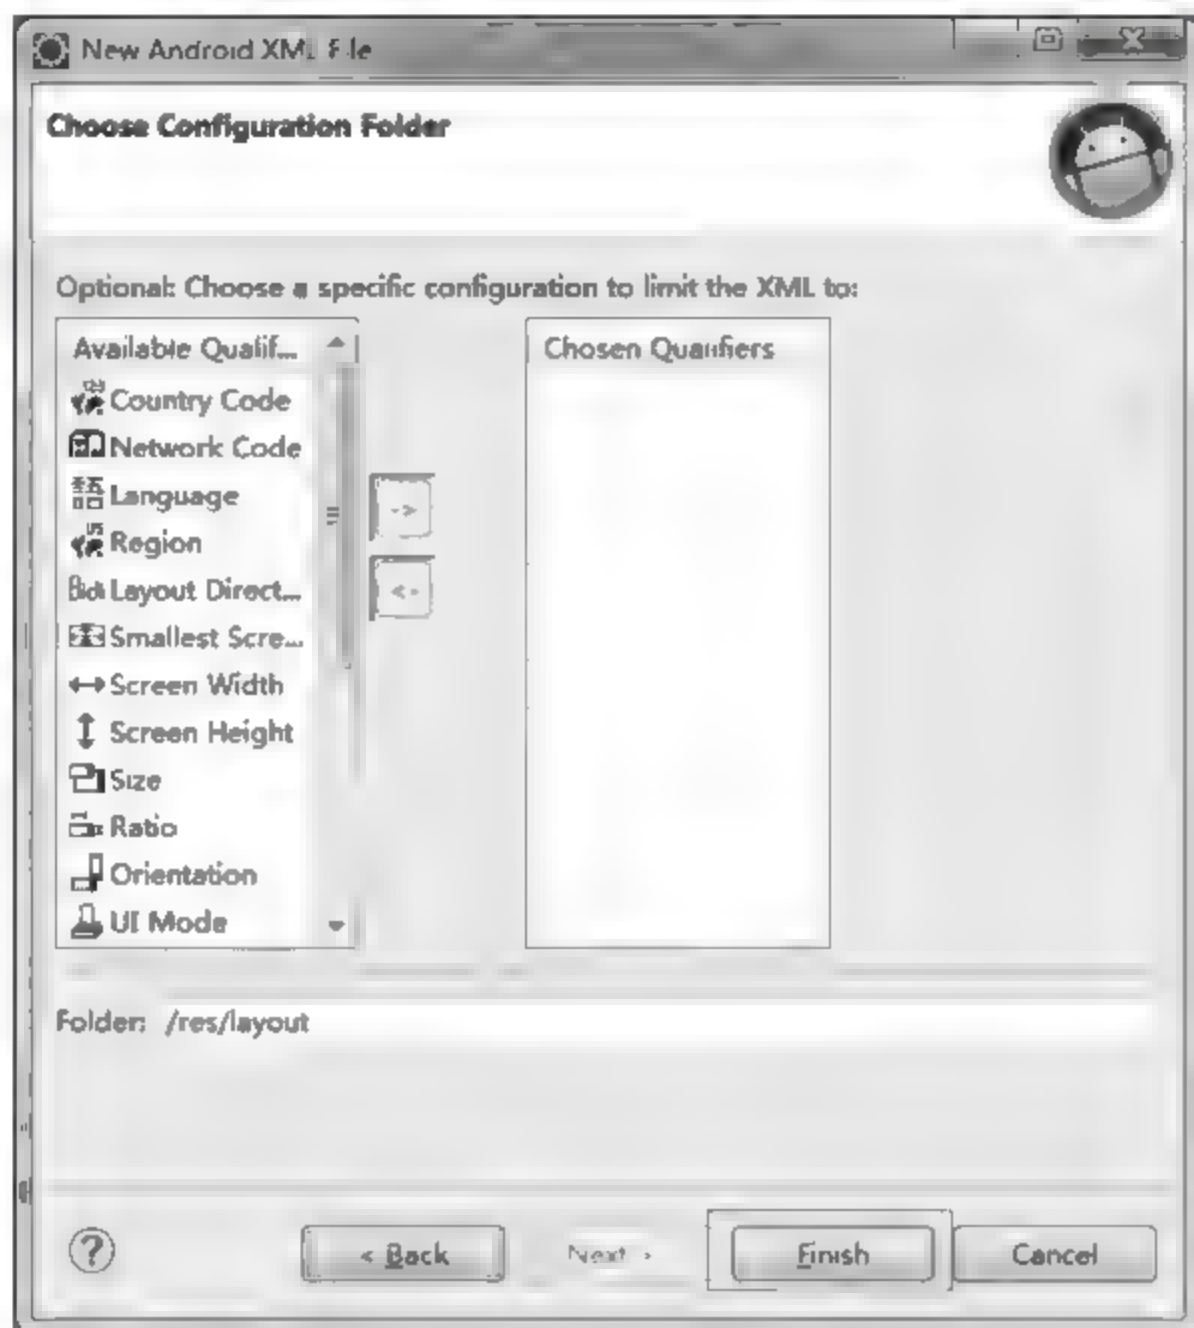 New Android XML File
Choose Configuration Folder
Optional: Choose a specific configuration to limit the XML to:
Available Qualif...
Chosen Qualifiers
Country Code
Network Code
Language
Region
Layout Direct...
Smallest Scre...
Screen Width
Screen Height
Size
Ratio
Orientation
UI Mode
->
<-
Folder: /res/layout
?
< Back
Next >
Finish
Cancel